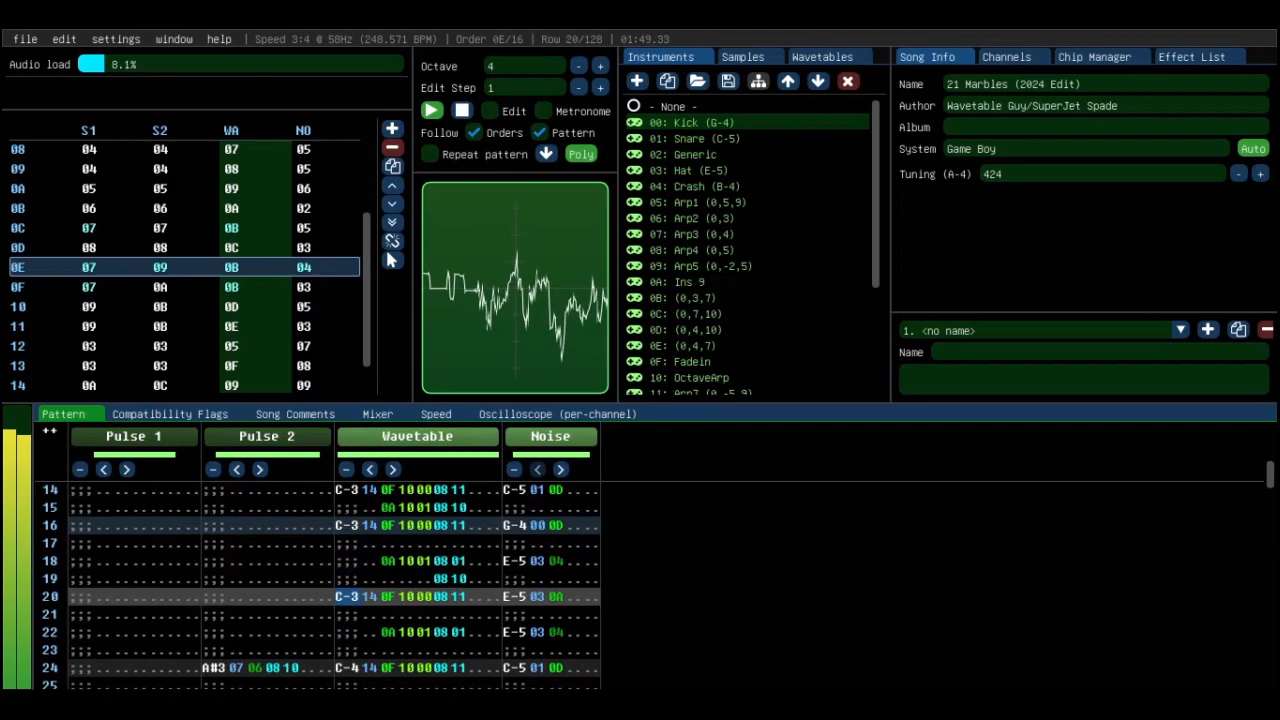 file edit settings window help | Speed 3:4 @ 58Hz (248.571 BPM) | Order 0E/16 | Row 20/128 | 01:49.33
Audio load 8.1%
S1 S2 WA NO
08 04 04 07 05
09 04 04 08 05
0A 05 05 09 06
0B 06 06 0A 02
0C 07 07 0B 05
0D 08 08 0C 03
0E 07 09 0B 04
0F 07 0A 0B 03
10 09 0B 0D 05
11 09 0B 0E 03
12 03 03 05 07
13 03 03 0F 08
14 0A 0C 09 09
Octave 4 - +
Edit Step 1 - +
Edit Metronome
Follow Orders Pattern
Repeat pattern Poly
Instruments Samples Wavetables
- None -
00: Kick (G-4)
01: Snare (C-5)
02: Generic
03: Hat (E-5)
04: Crash (B-4)
05: Arp1 (0,5,9)
06: Arp2 (0,3)
07: Arp3 (0,4)
08: Arp4 (0,5)
09: Arp5 (0,-2,5)
0A: Ins 9
0B: (0,3,7)
0C: (0,7,10)
0D: (0,4,10)
0E: (0,4,7)
0F: Fadein
10: OctaveArp
11: Arp7 (0,-5,9)
Song Info Channels Chip Manager Effect List
Name 21 Marbles (2024 Edit)
Author Wavetable Guy/SuperJet Spade
Album
System Game Boy Auto
Tuning (A-4) 424 - +
1. <no name>
Name
Pattern Compatibility Flags Song Comments Mixer Speed Oscilloscope (per-channel)
++ Pulse 1 Pulse 2 Wavetable Noise
- < > - < > - < > - < >
14 ;;;.......... ;;;.......... C-3 14 0F 10 00 08 11 .... C-5 01 0D ....
15 ;;;.......... ;;;.......... ;;; .. 0A 10 01 08 10 .... ;;;........
16 ;;;.......... ;;;.......... C-3 14 0F 10 00 08 11 .... G-4 00 0D ....
17 ;;;.......... ;;;.......... ;;;.............. ;;;........
18 ;;;.......... ;;;.......... ;;; .. 0A 10 01 08 01 .... E-5 03 04 ....
19 ;;;.......... ;;;.......... ;;; .. .. .... 08 10 .... ;;;........
20 ;;;.......... ;;;.......... C-3 14 0F 10 00 08 11 .... E-5 03 0A ....
21 ;;;.......... ;;;.......... ;;;.............. ;;;........
22 ;;;.......... ;;;.......... ;;; .. 0A 10 01 08 01 .... E-5 03 04 ....
23 ;;;.......... ;;;.......... ;;;.............. ;;;........
24 ;;;.......... A#3 07 06 08 10 .... C-4 14 0F 10 00 08 11 .... C-5 01 0D ....
25